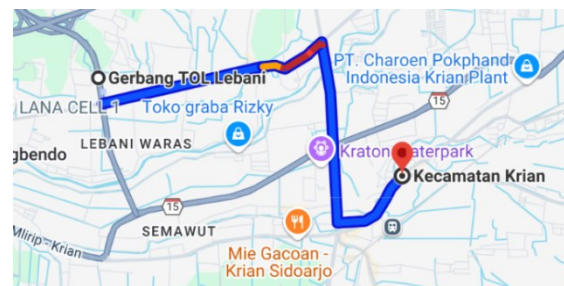 PT. Charoen Pokphand
Indonesia Krian Plant
Gerbang TOL Lebani
LANA CELL 1
Toko graba Rizky
15
LEBANI WARAS
gbendo
Kraton Waterpark
Kecamatan Krian
15
SEMAWUT
Mlirip - Krian
Mie Gacoan -
Krian Sidoarjo